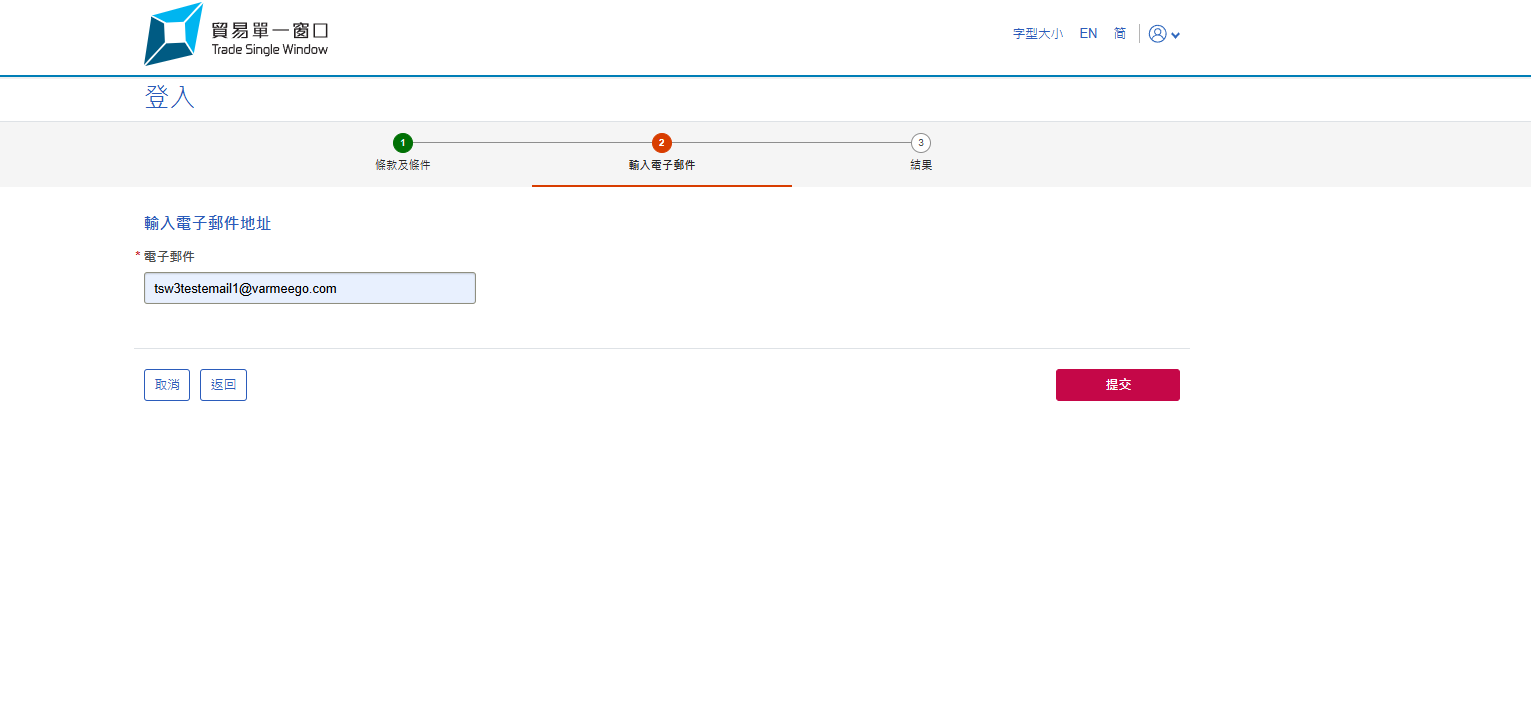 貿易單一窗口
Trade Single Window
字型大小 EN 简
登入
1 2 3
條款及條件 輸入電子郵件 結果
輸入電子郵件地址
* 電子郵件
tsw3testemail1@varmeego.com
取消 返回 提交